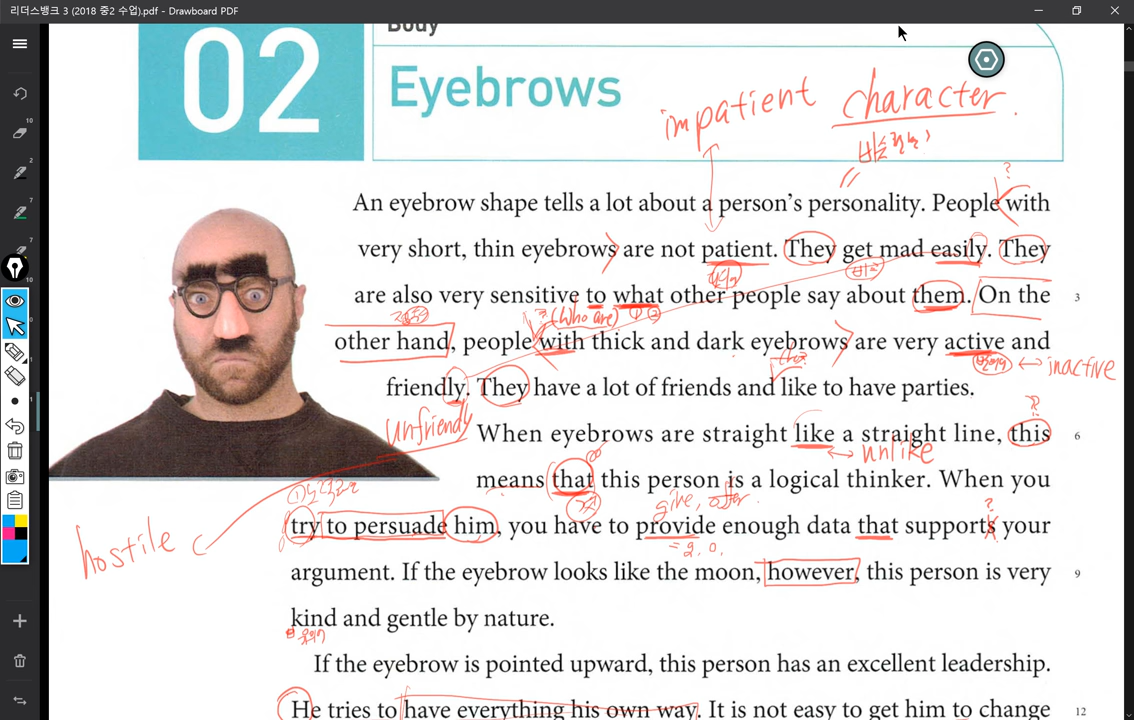 리더스뱅크 3 (2018 중2 수업).pdf - Drawboard PDF
Body
02
Eyebrows
impatient character.
An eyebrow shape tells a lot about a person's personality. People with
very short, thin eyebrows are not patient. They get mad easily. They
are also very sensitive to what other people say about them. On the
3
(who are)
other hand, people with thick and dark eyebrows are very active and
↔ inactive
friendly. They have a lot of friends and like to have parties.
unfriendly
When eyebrows are straight like a straight line, this
6
↔ unlike
means that this person is a logical thinker. When you
give, offer.
try to persuade him, you have to provide enough data that supports your
hostile
argument. If the eyebrow looks like the moon, however, this person is very
9
kind and gentle by nature.
If the eyebrow is pointed upward, this person has an excellent leadership.
He tries to have everything his own way. It is not easy to get him to change
12